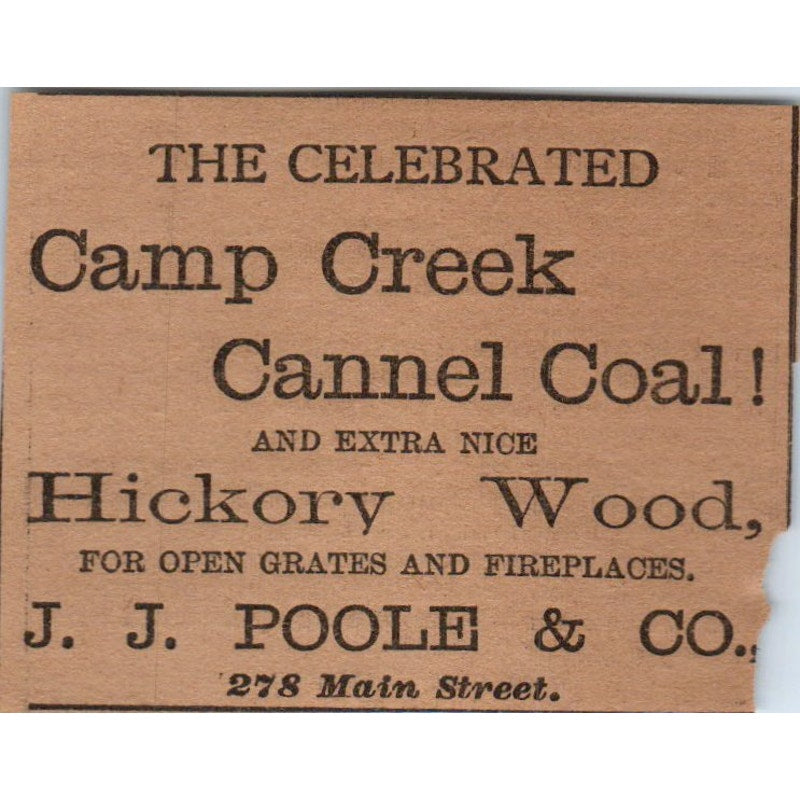 THE CELEBRATED
Camp Creek
Cannel Coal!
AND EXTRA NICE
Hickory Wood,
FOR OPEN GRATES AND FIREPLACES.
J. J. POOLE & CO.,
278 Main Street.